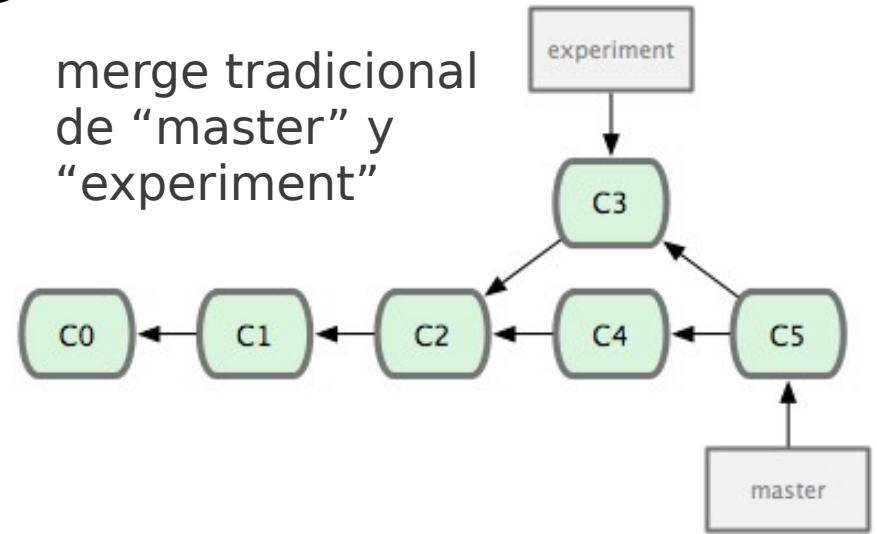 merge tradicional
de “master” y
“experiment”
experiment
C3
C0
C1
C2
C4
C5
master